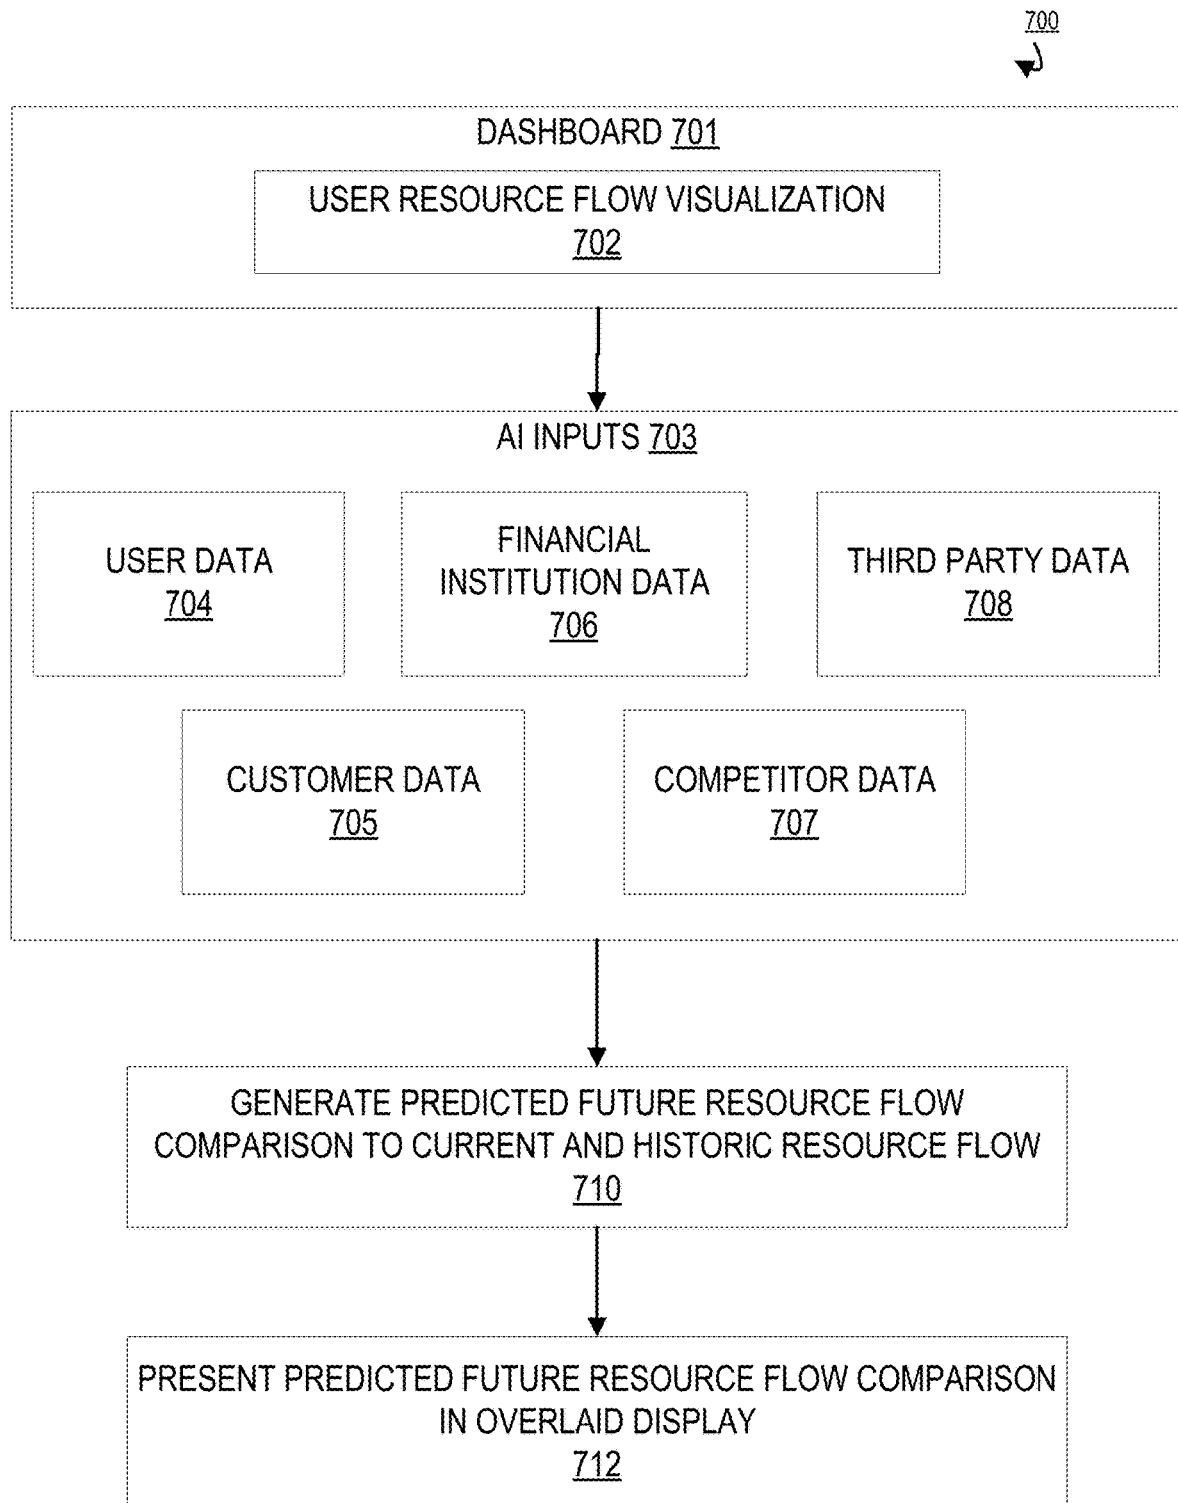 700
DASHBOARD 701
USER RESOURCE FLOW VISUALIZATION
702
AI INPUTS 703
USER DATA
704
FINANCIAL
INSTITUTION DATA
706
THIRD PARTY DATA
708
CUSTOMER DATA
705
COMPETITOR DATA
707
GENERATE PREDICTED FUTURE RESOURCE FLOW
COMPARISON TO CURRENT AND HISTORIC RESOURCE FLOW
710
PRESENT PREDICTED FUTURE RESOURCE FLOW COMPARISON
IN OVERLAID DISPLAY
712